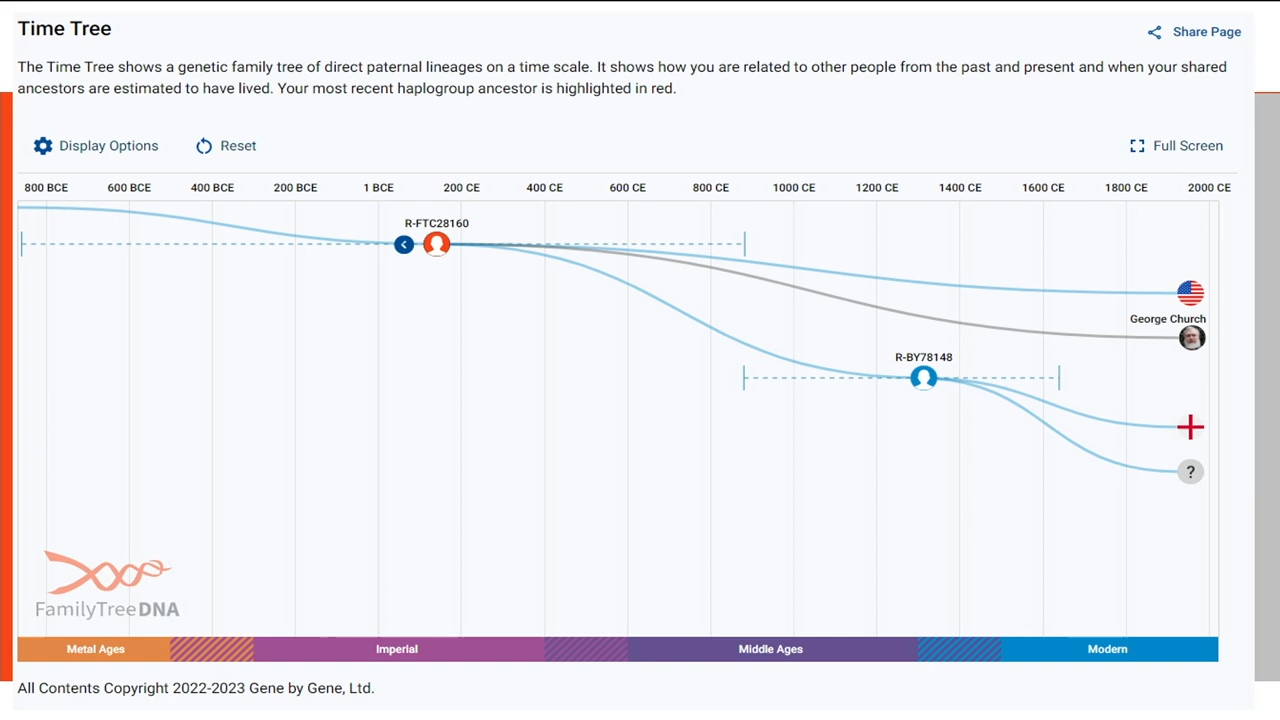 Time Tree
Share Page
The Time Tree shows a genetic family tree of direct paternal lineages on a time scale. It shows how you are related to other people from the past and present and when your shared
ancestors are estimated to have lived. Your most recent haplogroup ancestor is highlighted in red.
Display Options
Reset
Full Screen
800 BCE 600 BCE 400 BCE 200 BCE 1 BCE 200 CE 400 CE 600 CE 800 CE 1000 CE 1200 CE 1400 CE 1600 CE 1800 CE 2000 CE
R-FTC28160
George Church
R-BY78148
?
FamilyTreeDNA
Metal Ages Imperial Middle Ages Modern
All Contents Copyright 2022-2023 Gene by Gene, Ltd.